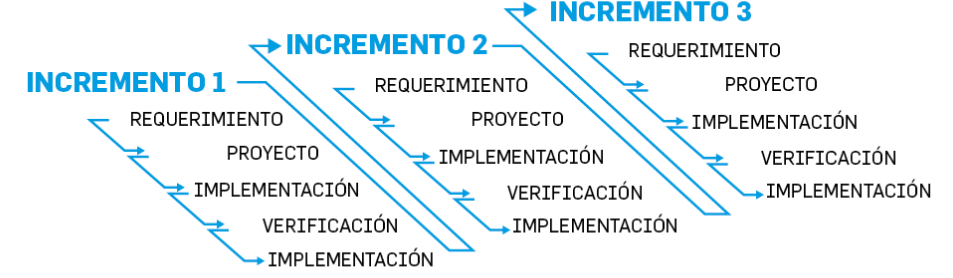 INCREMENTO 1
REQUERIMIENTO
PROYECTO
IMPLEMENTACIÓN
VERIFICACIÓN
IMPLEMENTACIÓN
INCREMENTO 2
REQUERIMIENTO
PROYECTO
IMPLEMENTACIÓN
VERIFICACIÓN
IMPLEMENTACIÓN
INCREMENTO 3
REQUERIMIENTO
PROYECTO
IMPLEMENTACIÓN
VERIFICACIÓN
IMPLEMENTACIÓN